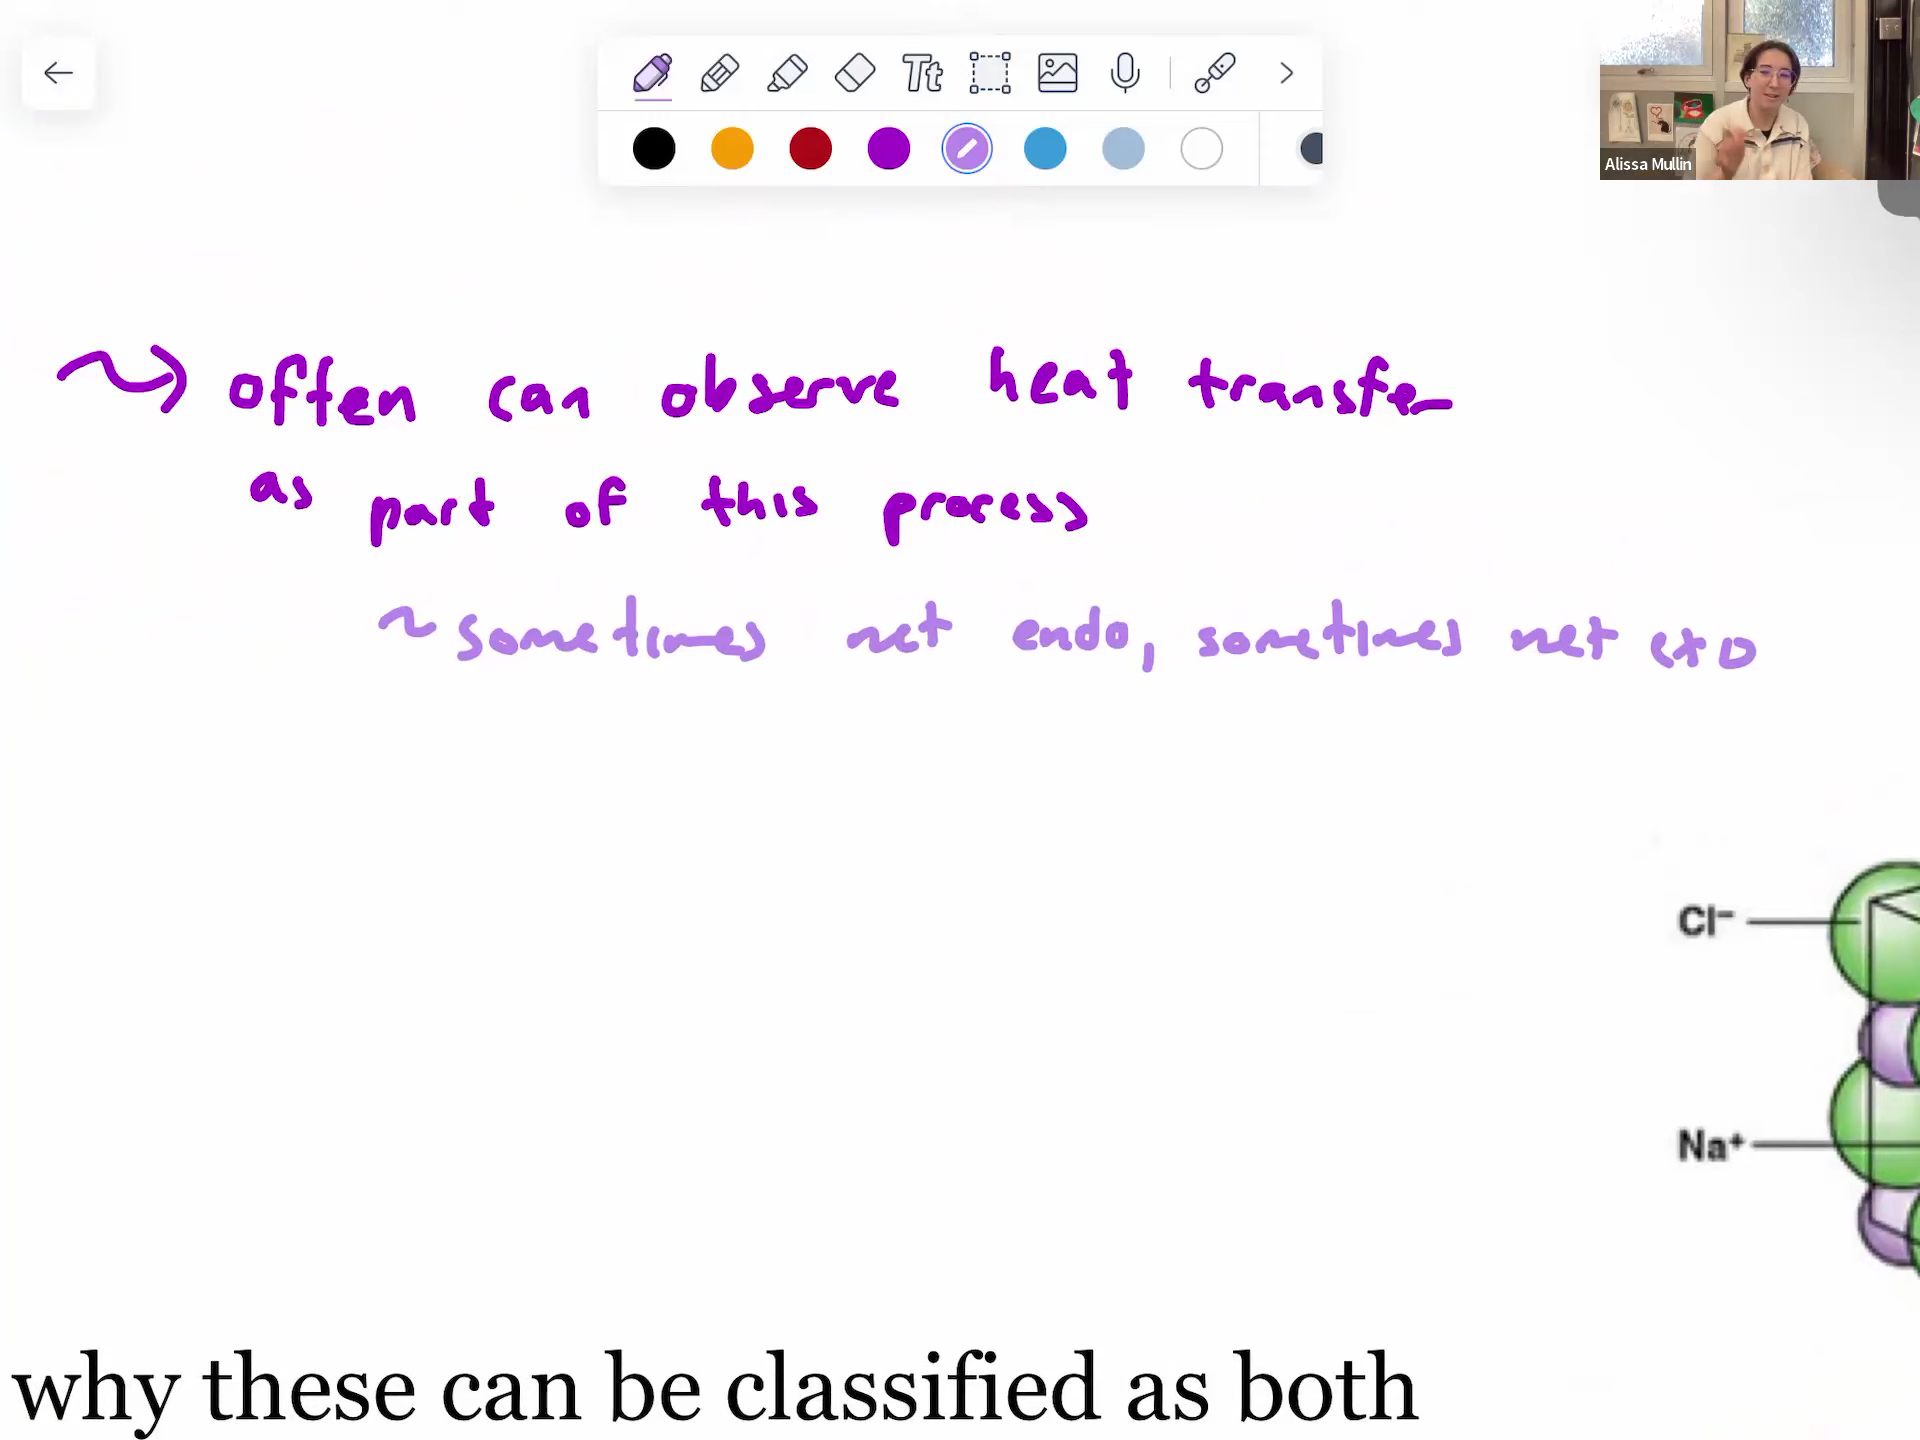 Tt
Alissa Mullin
often can observe heat transfer
as part of this process
~ sometimes net endo, sometimes net exo
Cl⁻
Na⁺
why these can be classified as both